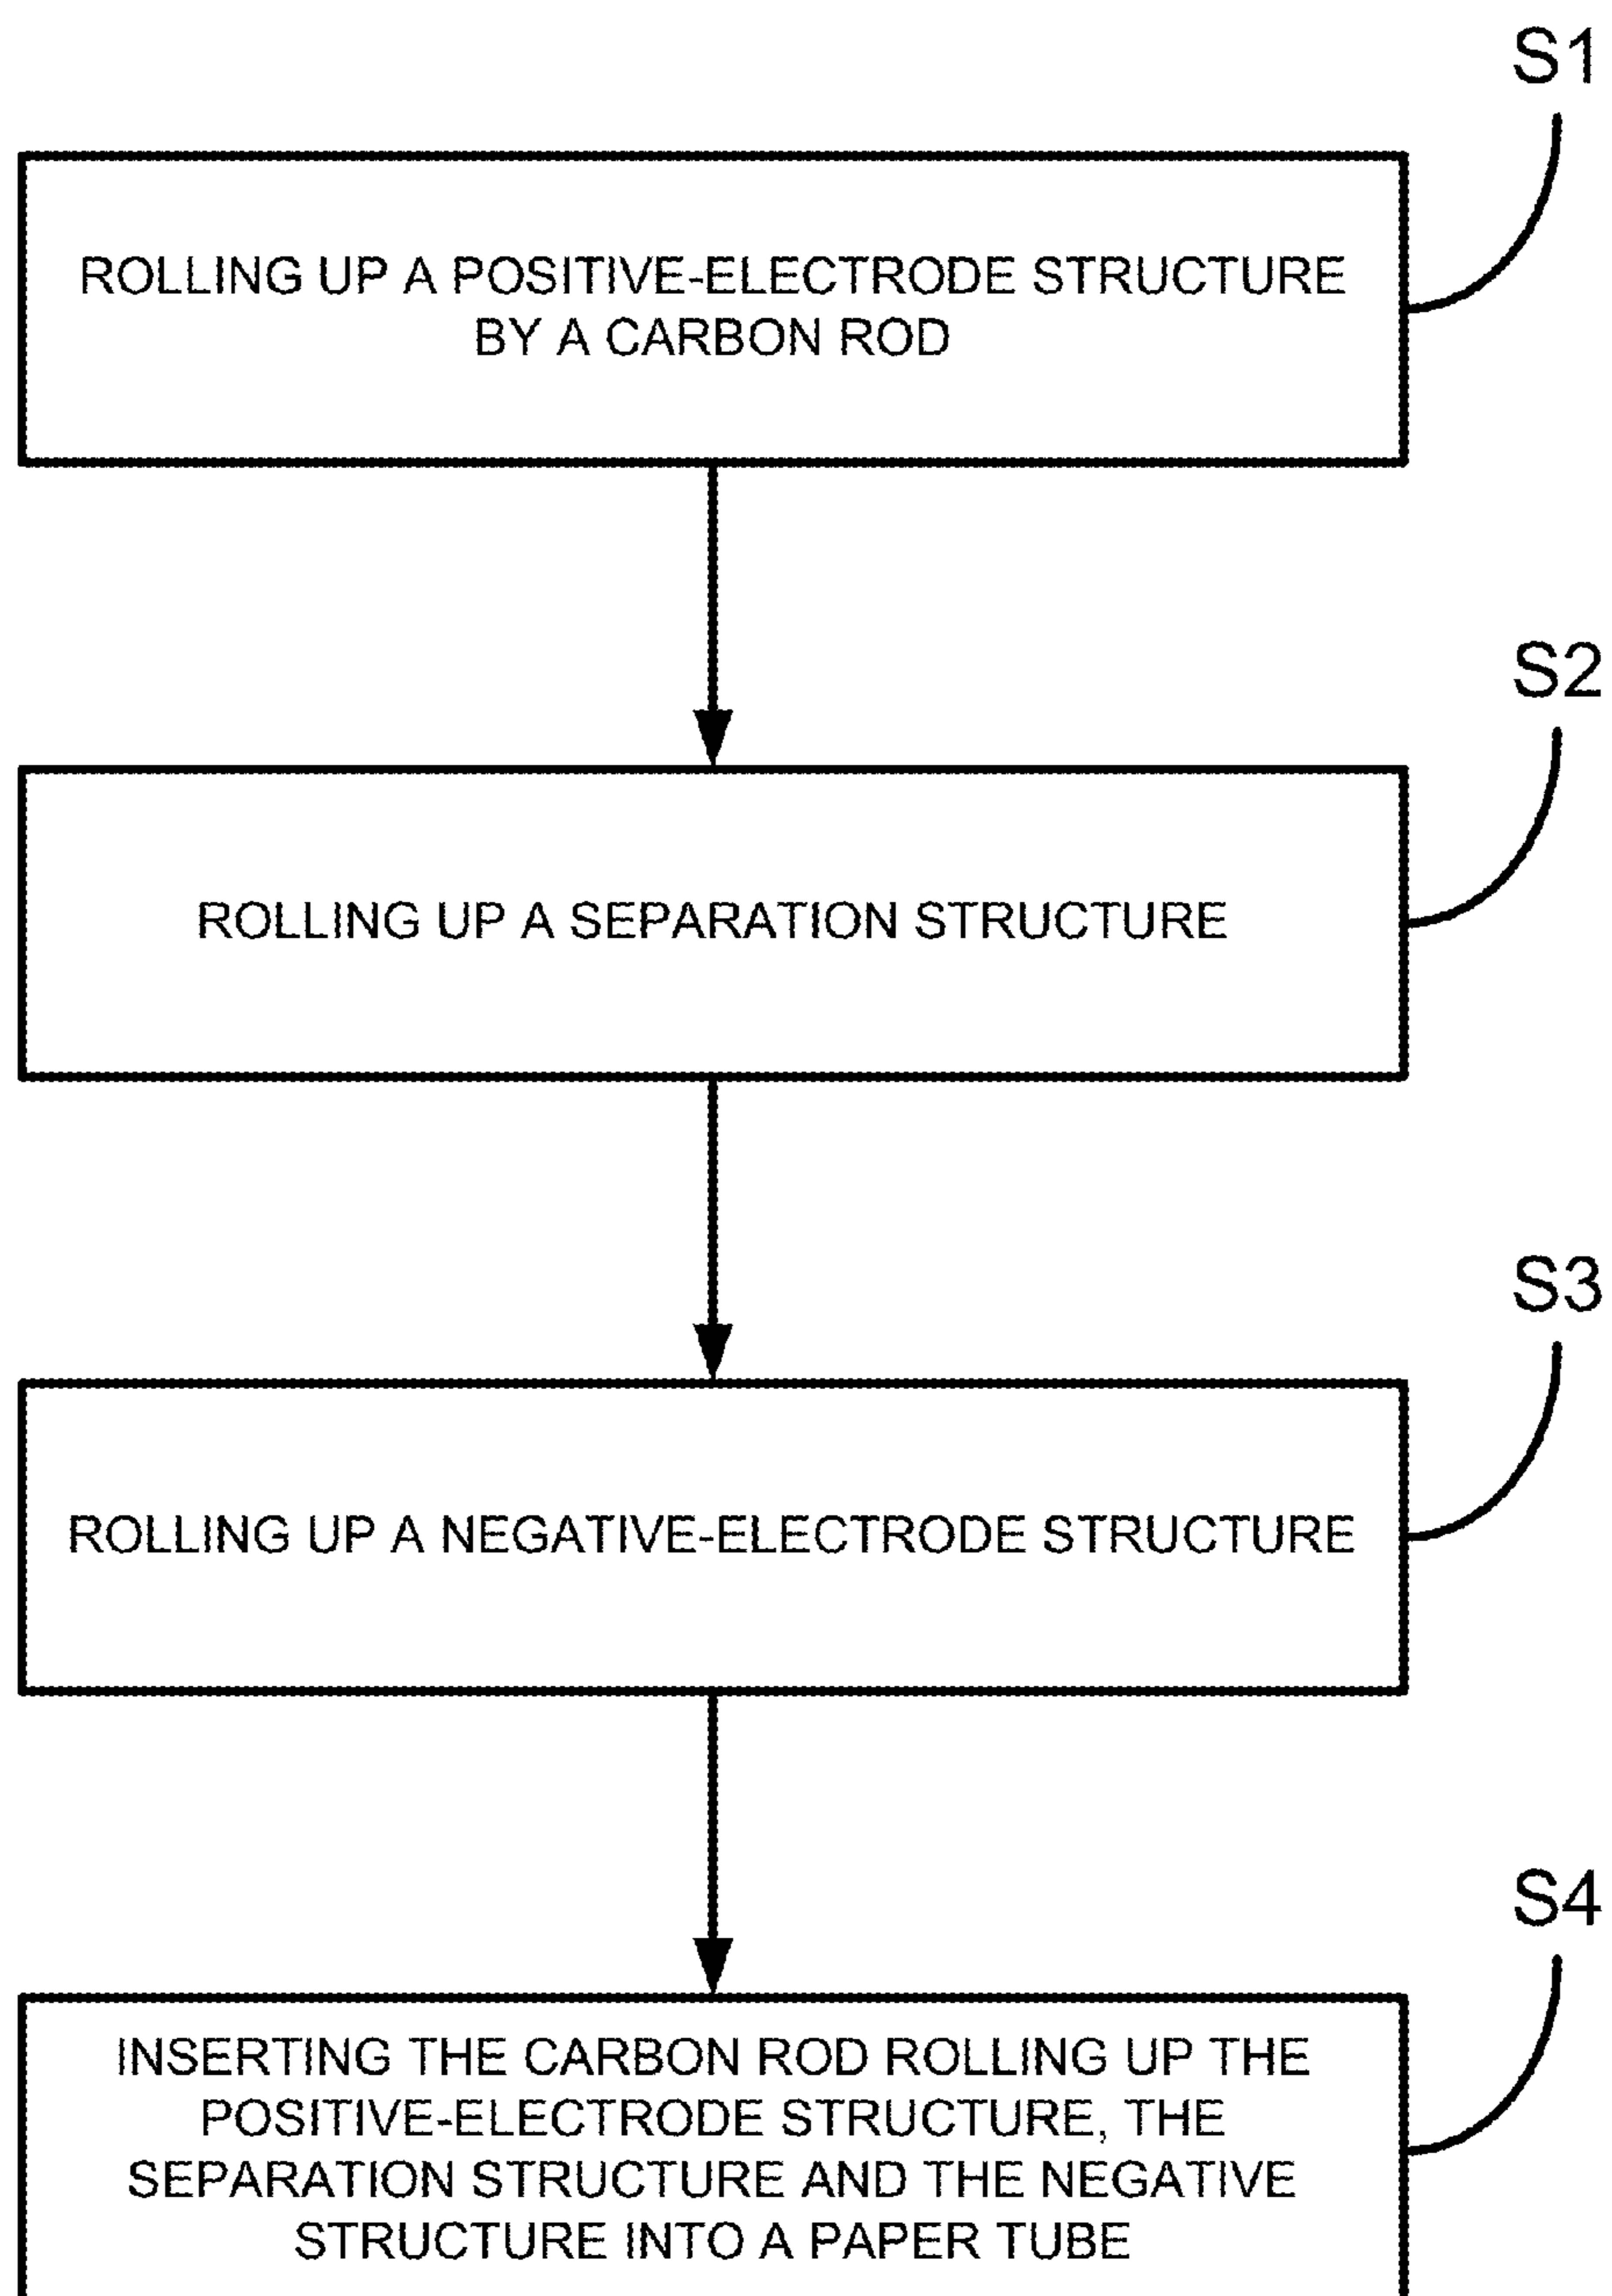 S1
ROLLING UP A POSITIVE-ELECTRODE STRUCTURE
BY A CARBON ROD
S2
ROLLING UP A SEPARATION STRUCTURE
S3
ROLLING UP A NEGATIVE-ELECTRODE STRUCTURE
S4
INSERTING THE CARBON ROD ROLLING UP THE
POSITIVE-ELECTRODE STRUCTURE, THE
SEPARATION STRUCTURE AND THE NEGATIVE
STRUCTURE INTO A PAPER TUBE